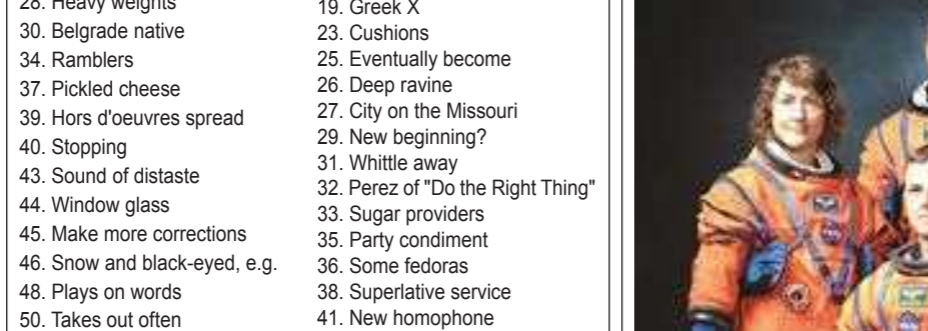 28. Heavy weights
30. Belgrade native
34. Ramblers
37. Pickled cheese
39. Hors d'oeuvres spread
40. Stopping
43. Sound of distaste
44. Window glass
45. Make more corrections
46. Snow and black-eyed, e.g.
48. Plays on words
50. Takes out often
19. Greek X
23. Cushions
25. Eventually become
26. Deep ravine
27. City on the Missouri
29. New beginning?
31. Whittle away
32. Perez of "Do the Right Thing"
33. Sugar providers
35. Party condiment
36. Some fedoras
38. Superlative service
41. New homophone